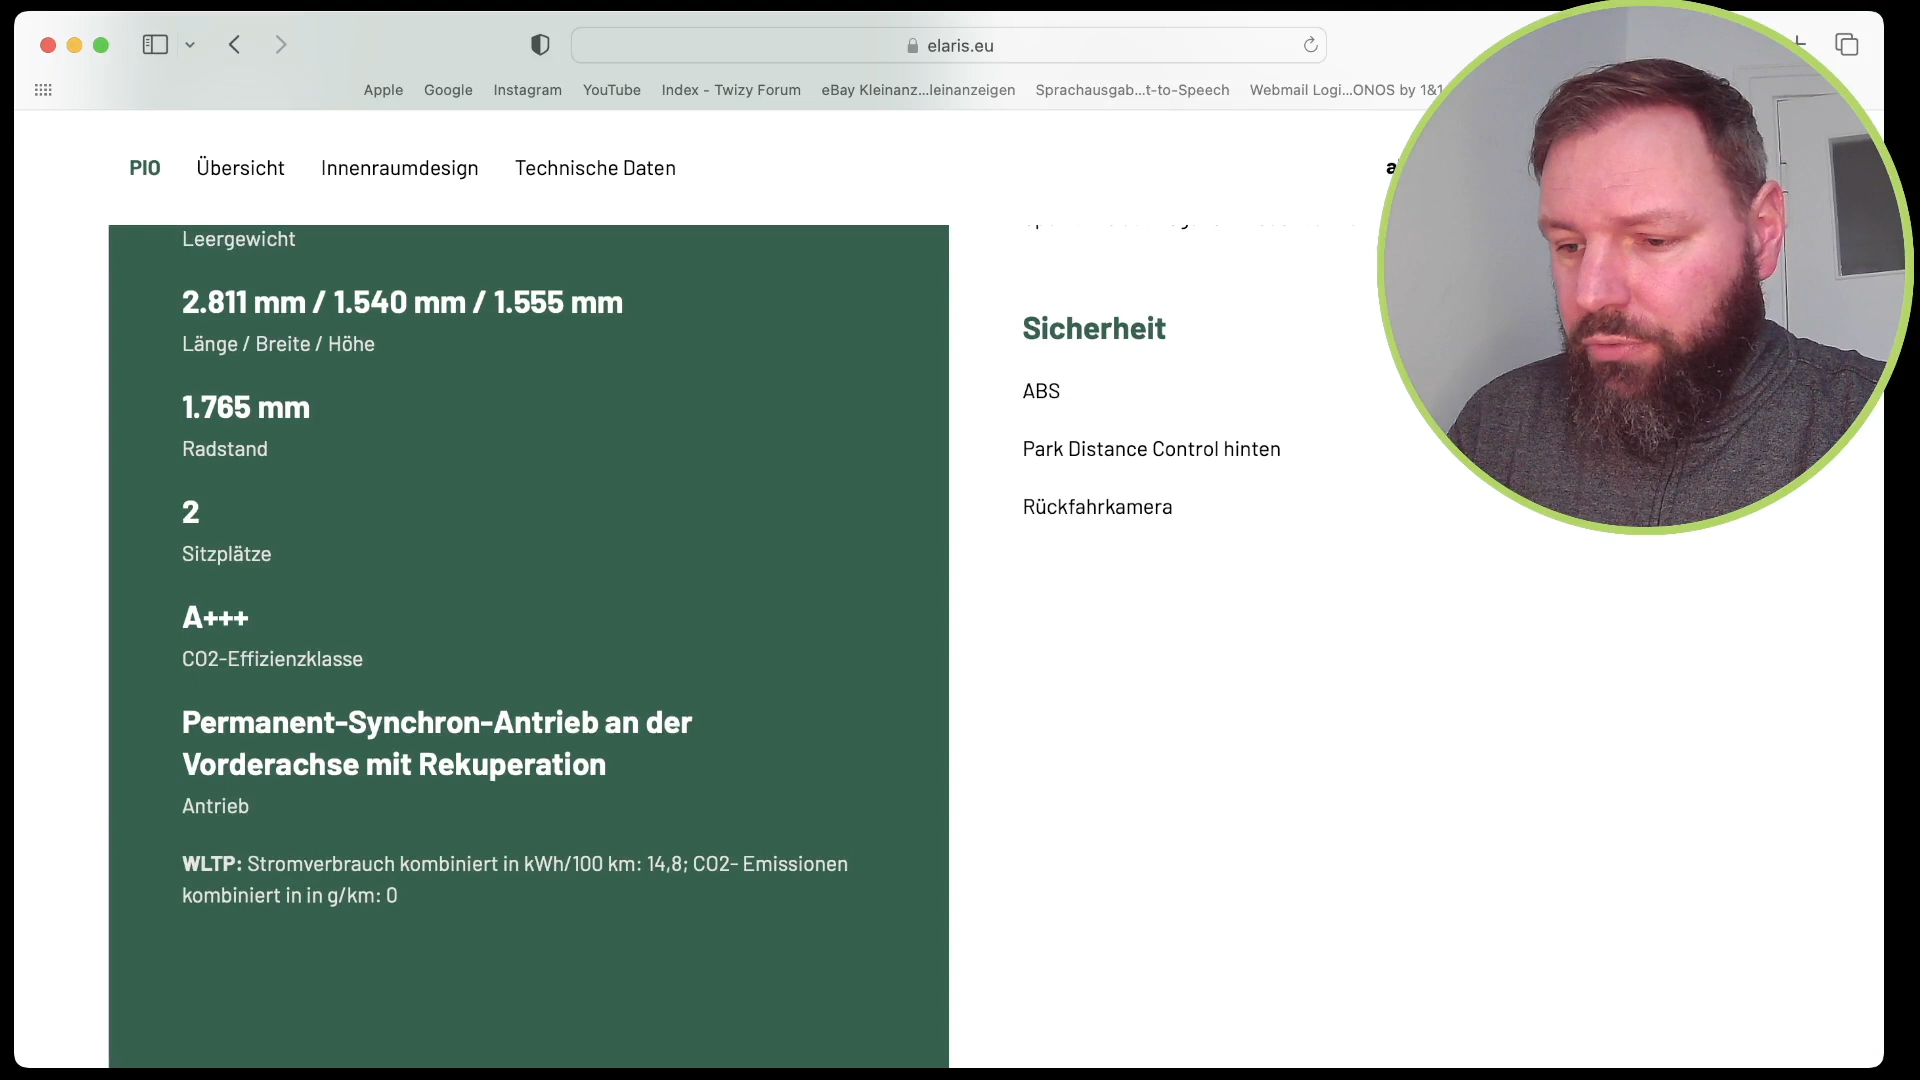 elaris.eu
Apple Google Instagram YouTube Index - Twizy Forum eBay Kleinanz...leinanzeigen Sprachausgab...t-to-Speech Webmail Logi...ONOS by 1&1
PIO Übersicht Innenraumdesign Technische Daten
Leergewicht
2.811 mm / 1.540 mm / 1.555 mm
Länge / Breite / Höhe
1.765 mm
Radstand
2
Sitzplätze
A+++
CO2-Effizienzklasse
Permanent-Synchron-Antrieb an der
Vorderachse mit Rekuperation
Antrieb
WLTP: Stromverbrauch kombiniert in kWh/100 km: 14,8; CO2- Emissionen
kombiniert in in g/km: 0
Sicherheit
ABS
Park Distance Control hinten
Rückfahrkamera